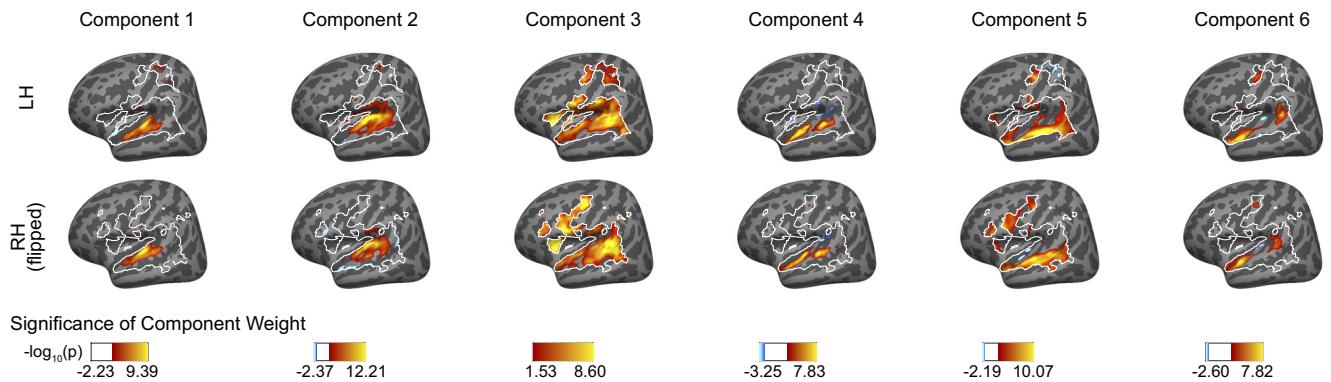 Component 1 Component 2 Component 3 Component 4 Component 5 Component 6
LH
RH
(flipped)
Significance of Component Weight
-log10(p)
-2.23 9.39 -2.37 12.21 1.53 8.60 -3.25 7.83 -2.19 10.07 -2.60 7.82